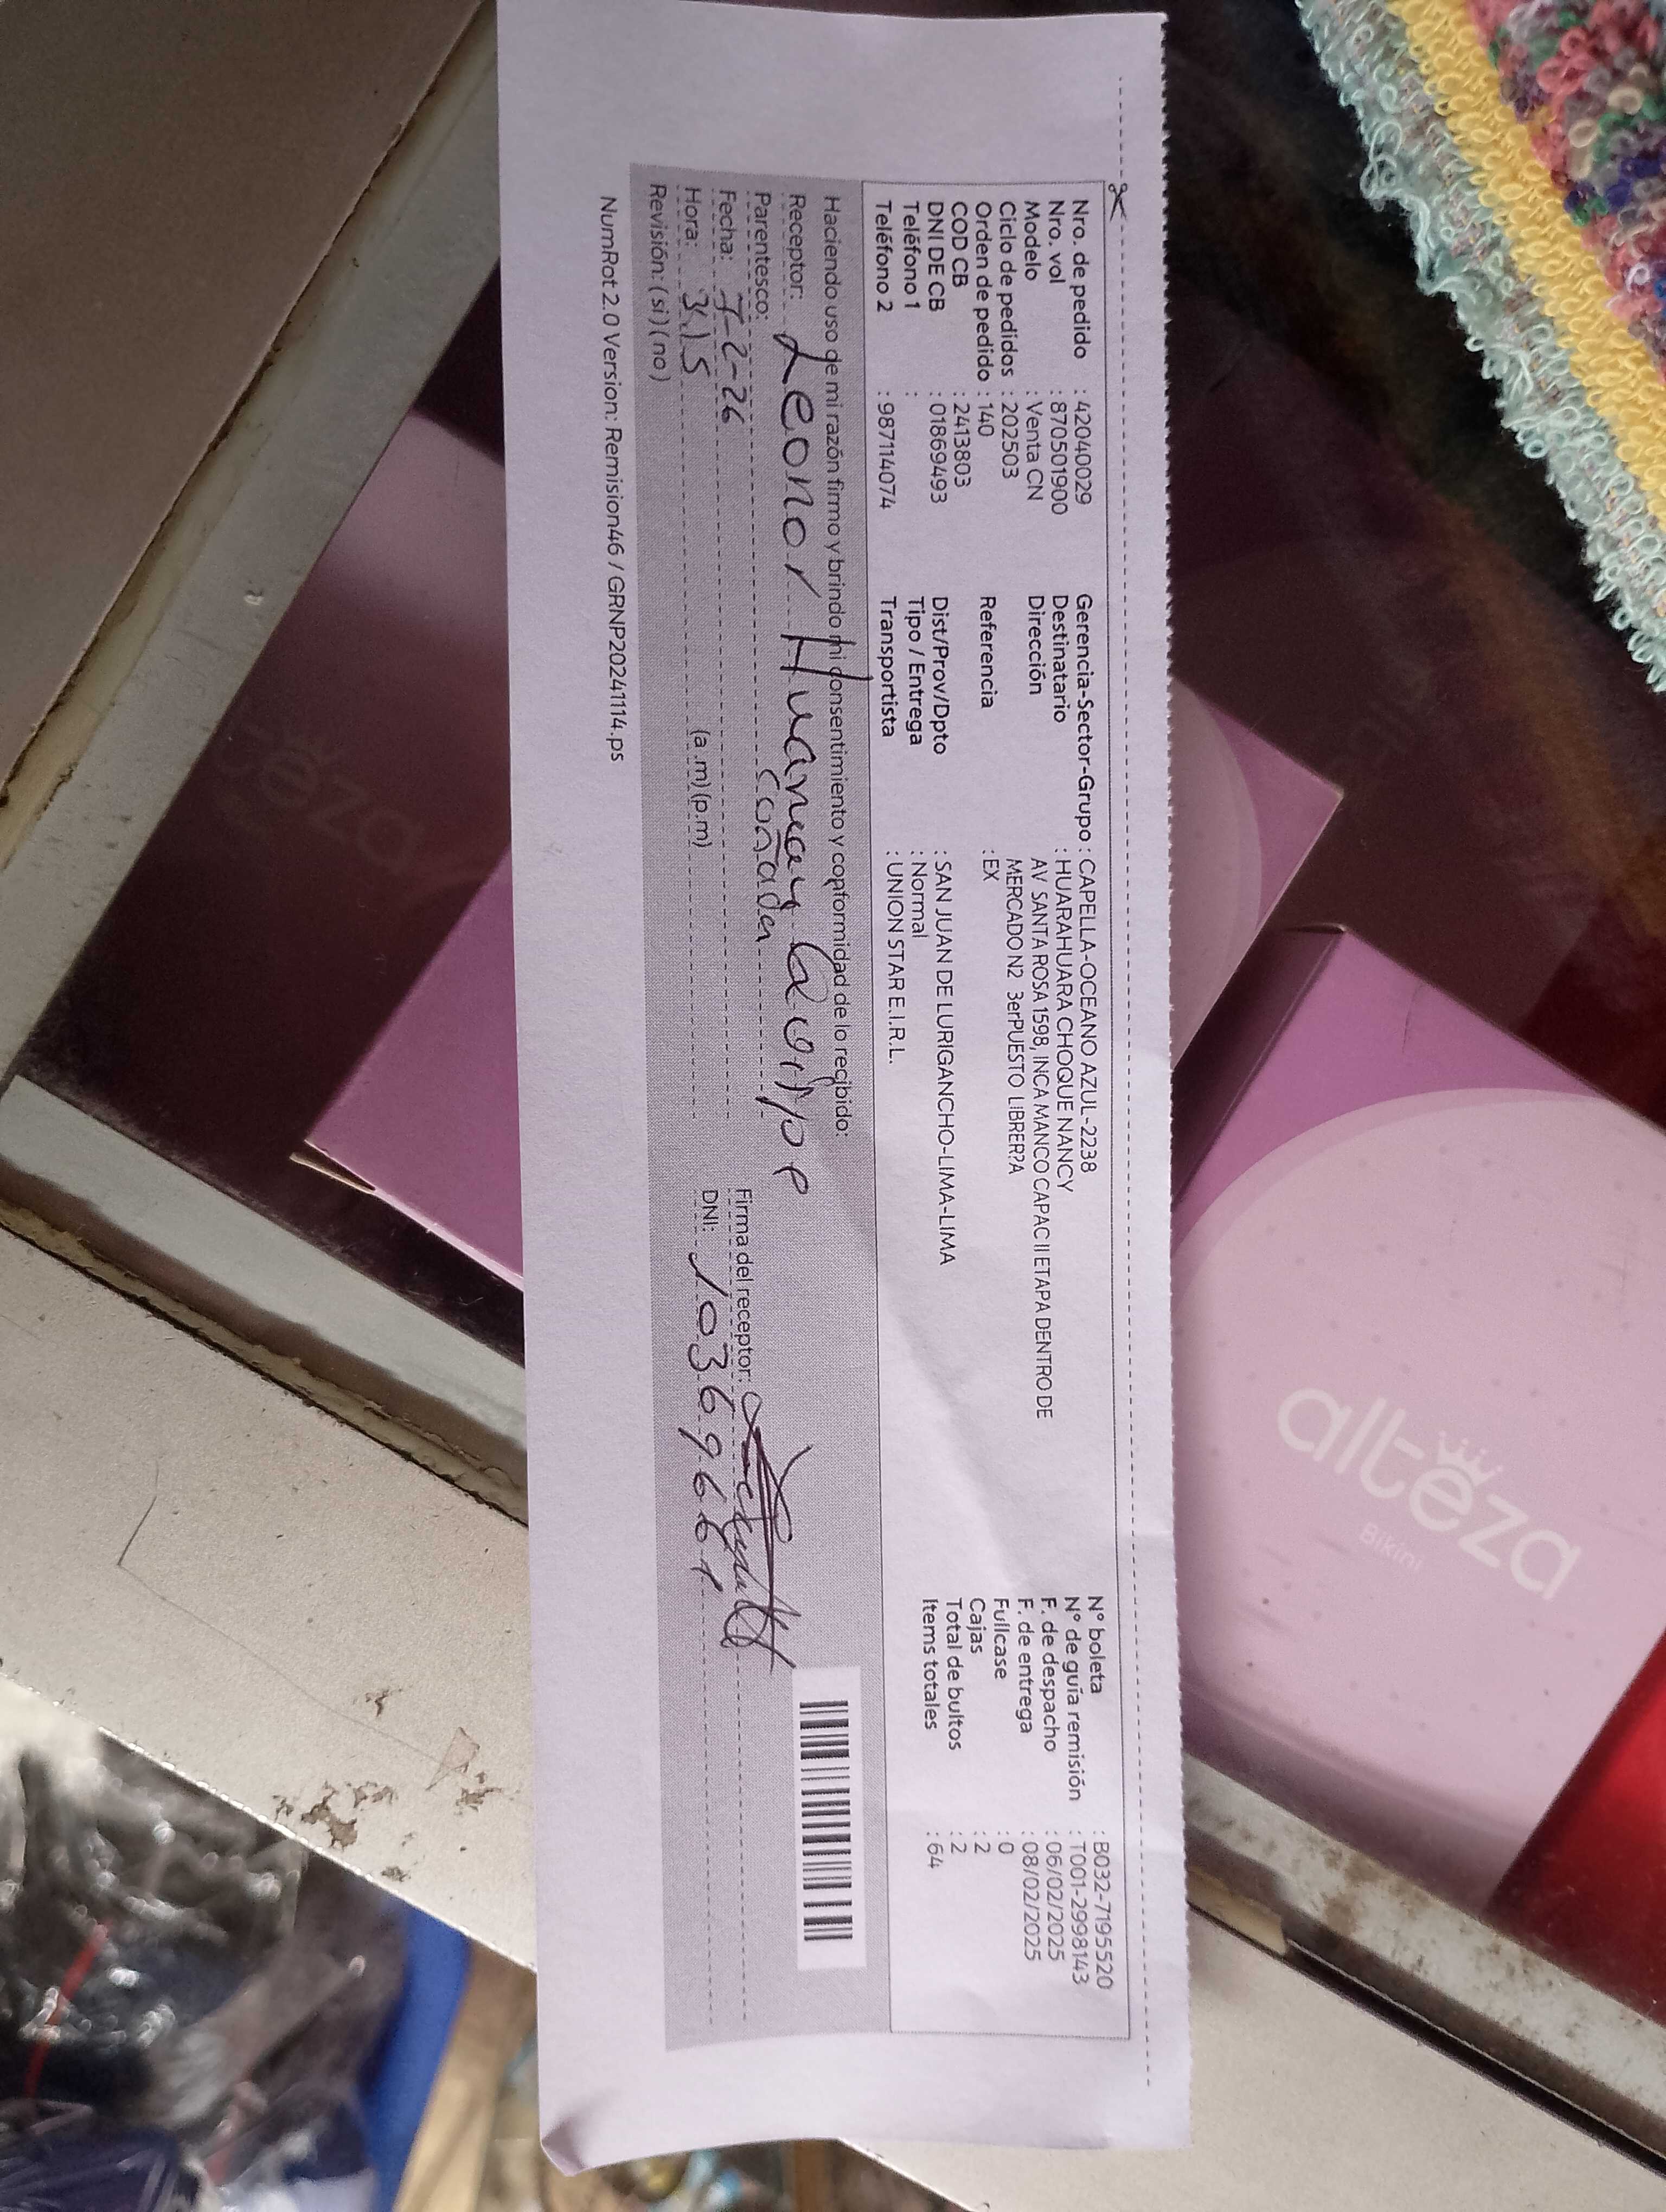 Nro. de pedido : 42040029
Nro. vol : 870501900
Modelo : Venta CN
Ciclo de pedidos : 202503
Orden de pedido : 140
COD CB : 2413803
DNI DE CB : 01869493
Teléfono 1 :
Teléfono 2 : 987114074
Gerencia-Sector-Grupo : CAPELLA-OCEANO AZUL-2238
Destinatario : HUARAHUARA CHOQUE NANCY
Dirección AV SANTA ROSA 1598, INCA MANCO CAPAC II ETAPA DENTRO DE
MERCADO N2 3erPUESTO LIBRER?A
Referencia : EX
Dist/Prov/Dpto : SAN JUAN DE LURIGANCHO-LIMA-LIMA
Tipo / Entrega : Normal
Transportista : UNION STAR E.I.R.L.
N° boleta : B032-7195520
N° de guía remisión : T001-2998143
F. de despacho : 06/02/2025
F. de entrega : 08/02/2025
Fullcase : 0
Cajas : 2
Total de bultos : 2
Items totales : 64
Haciendo uso de mi razón firmo y brindo mi consentimiento y conformidad de lo recibido:
Receptor: Leonor
Parentesco: Coñada
Fecha: 7-2-26
Hora: 3.15 (a.m) (p.m)
Revisión: ( si ) ( no )
Firma del receptor:
DNI:
NumRot 2.0 Version: Remision46 / GRNP20241114.ps
alteza
Bikini
teza